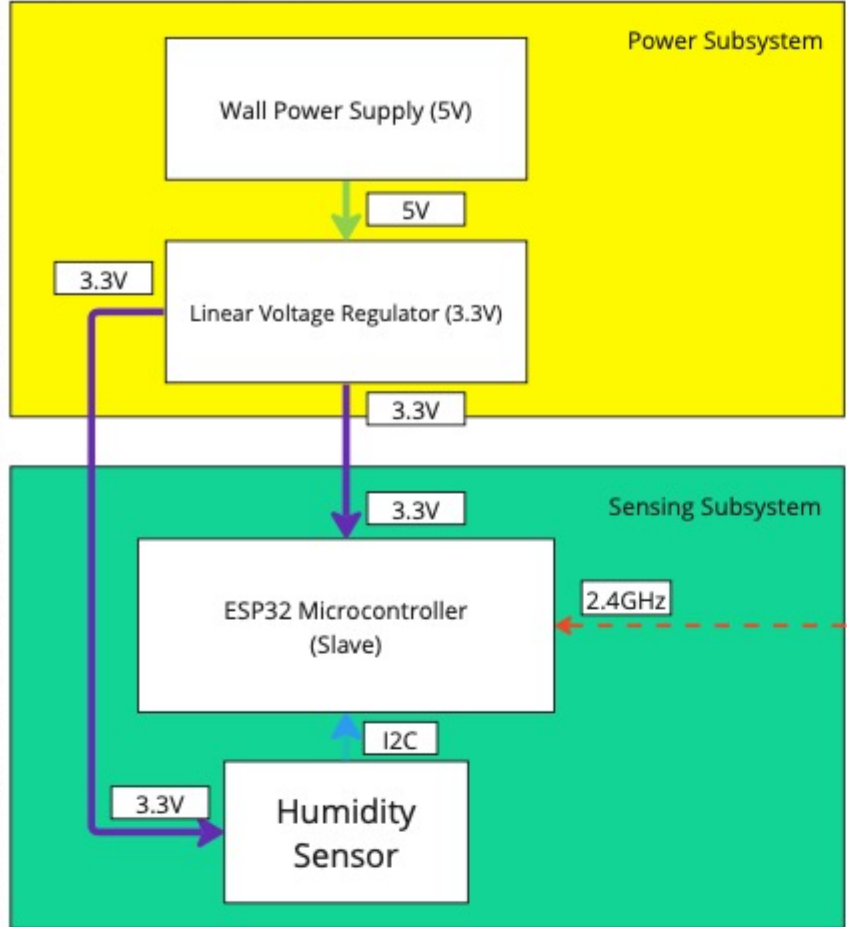 Power Subsystem
Wall Power Supply (5V)
5V
3.3V
Linear Voltage Regulator (3.3V)
3.3V
Sensing Subsystem
3.3V
2.4GHz
ESP32 Microcontroller
(Slave)
I2C
3.3V
Humidity
Sensor